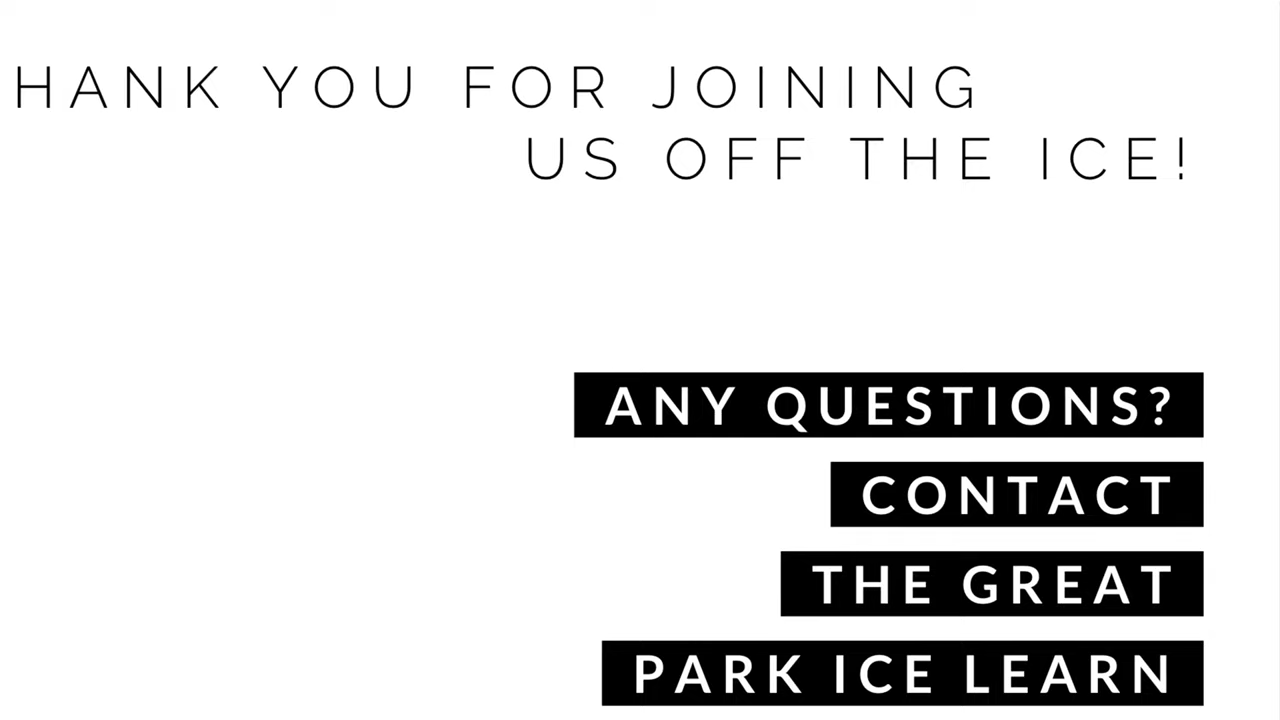 HANK YOU FOR JOINING
US OFF THE ICE!
ANY QUESTIONS?
CONTACT
THE GREAT
PARK ICE LEARN